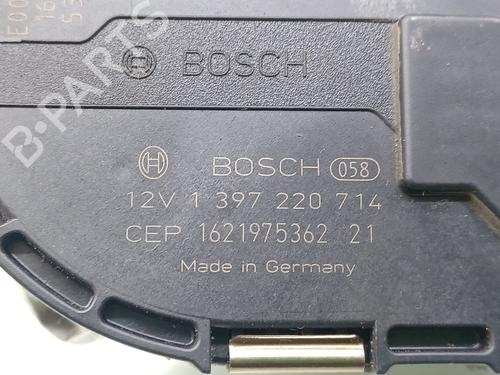 BOSCH
BOSCH 058
12V 1 397 220 714
CEP 1621975362 21
Made in Germany
B-PARTS